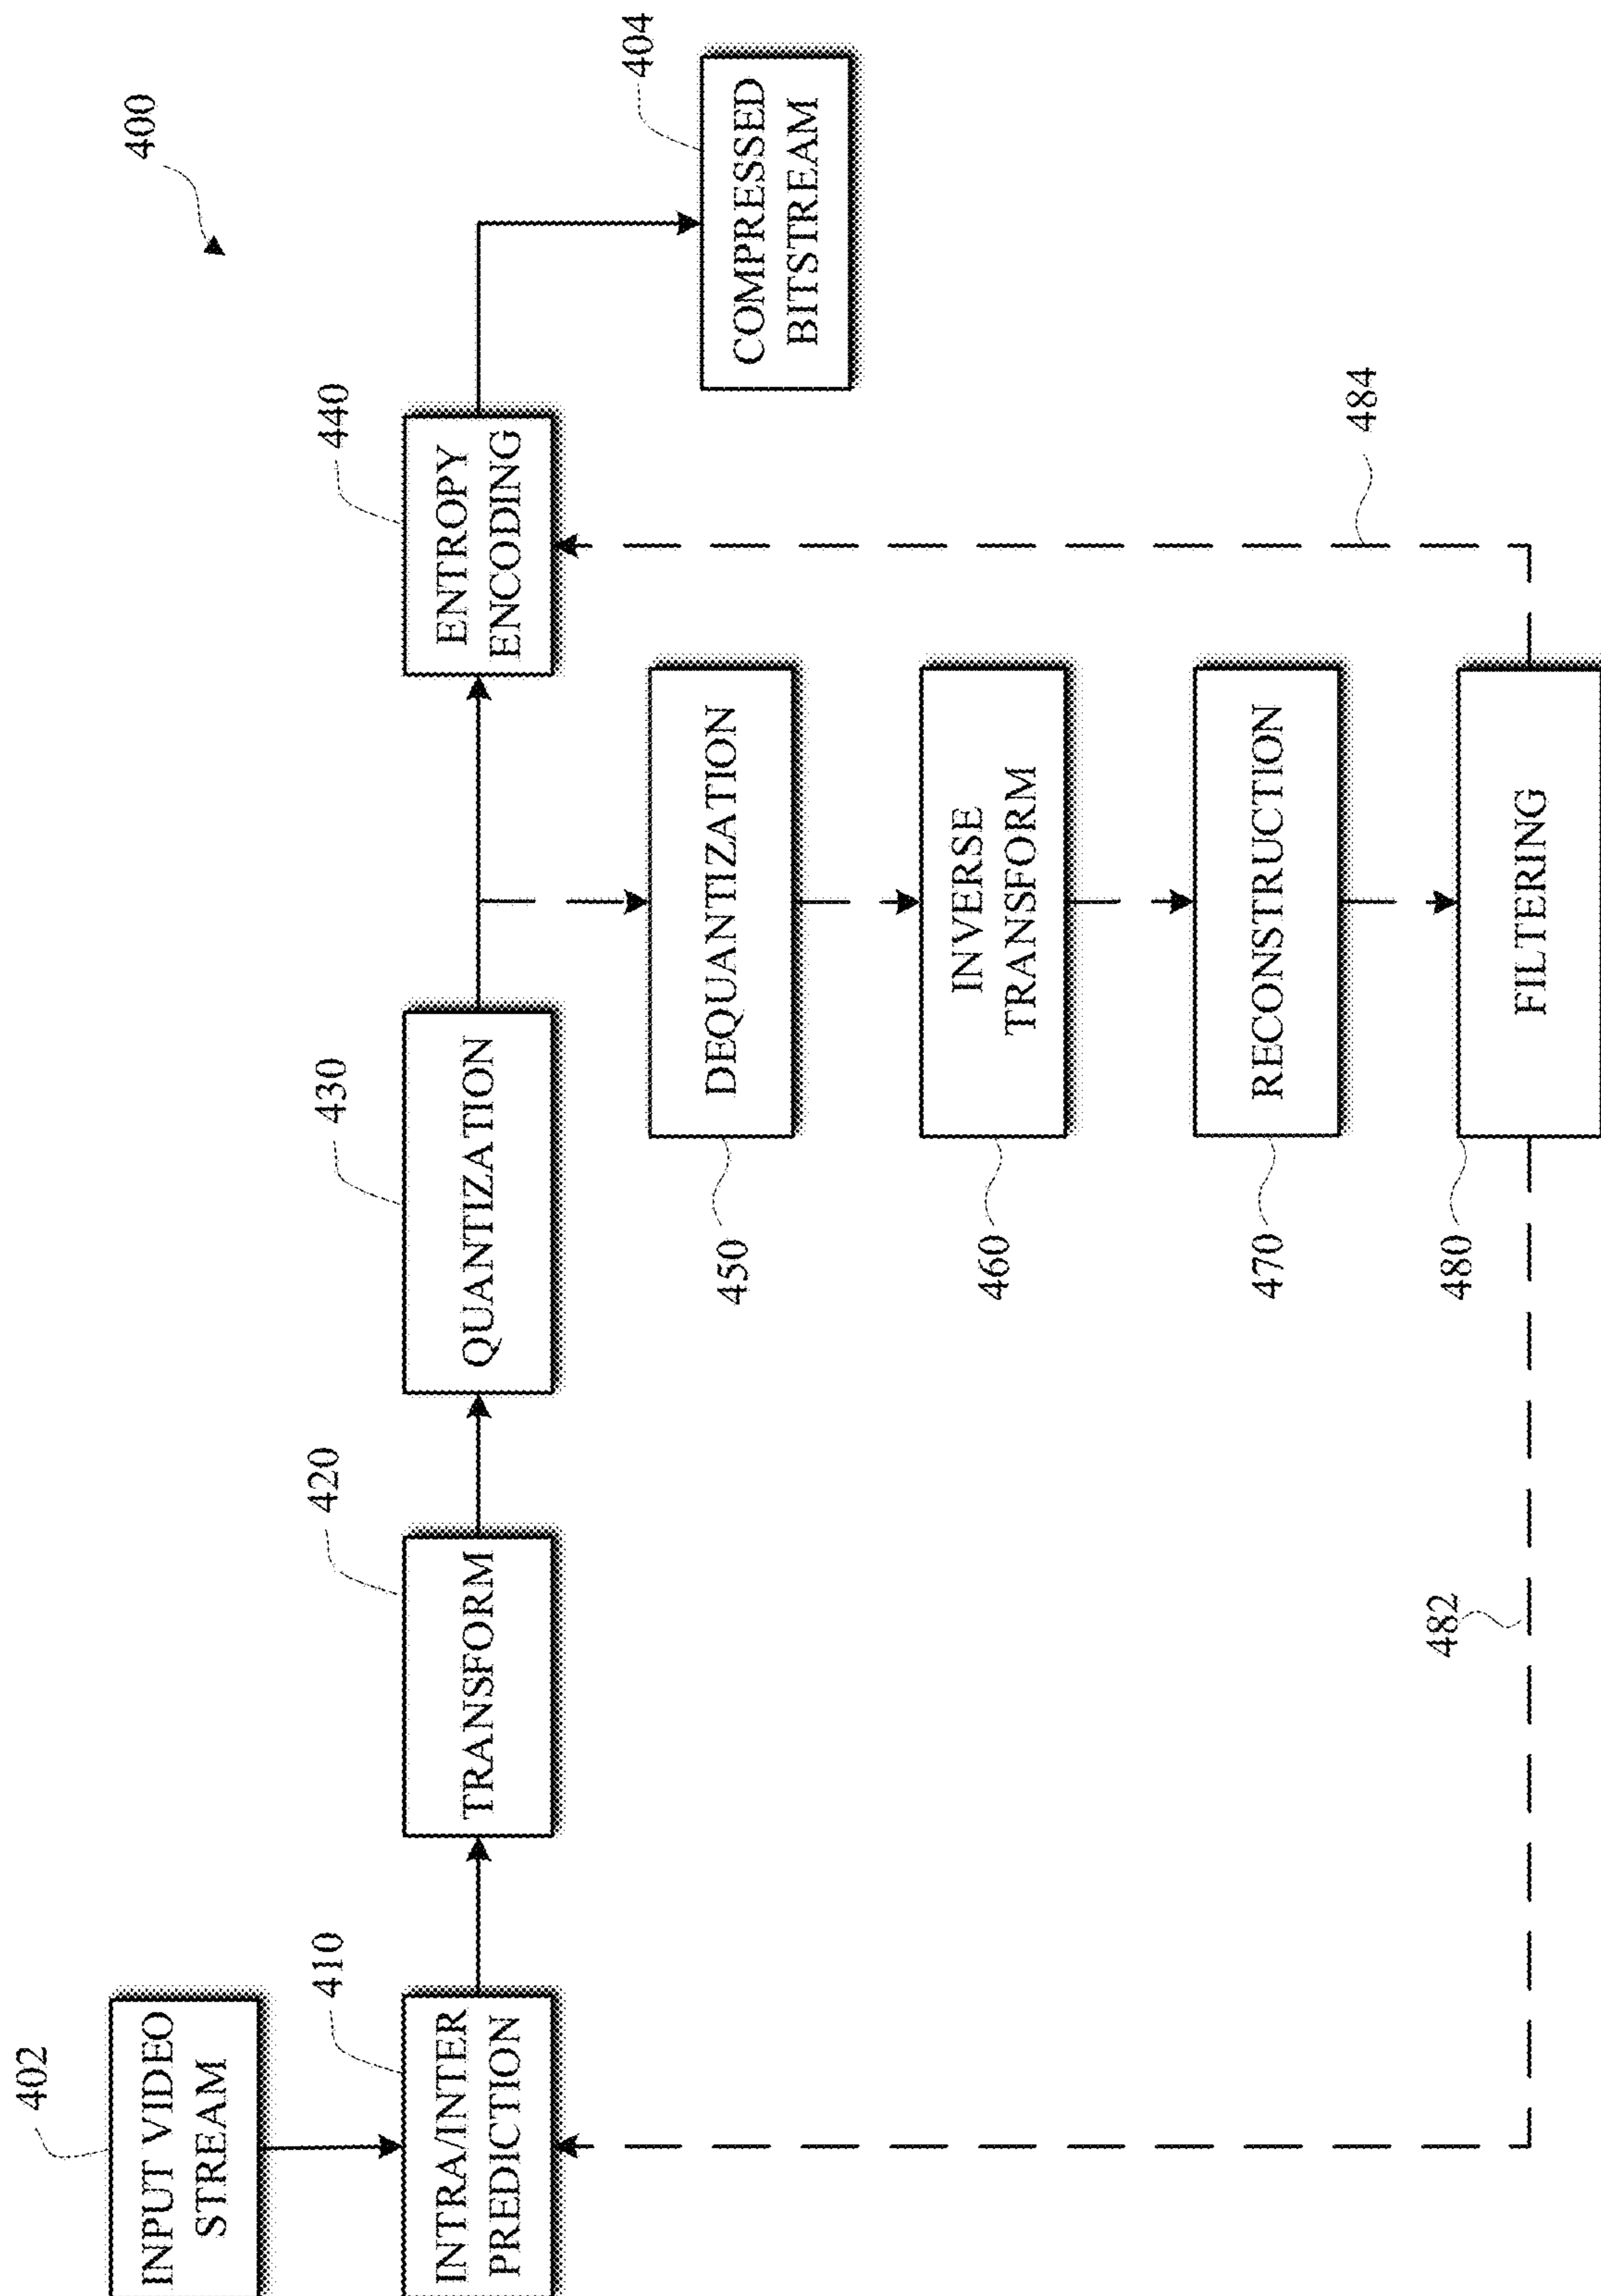 400
402
INPUT VIDEO
STREAM
410
INTRA/INTER
PREDICTION
420
TRANSFORM
430
QUANTIZATION
440
ENTROPY
ENCODING
404
COMPRESSED
BITSTREAM
450
DEQUANTIZATION
460
INVERSE
TRANSFORM
470
RECONSTRUCTION
480
FILTERING
482
484